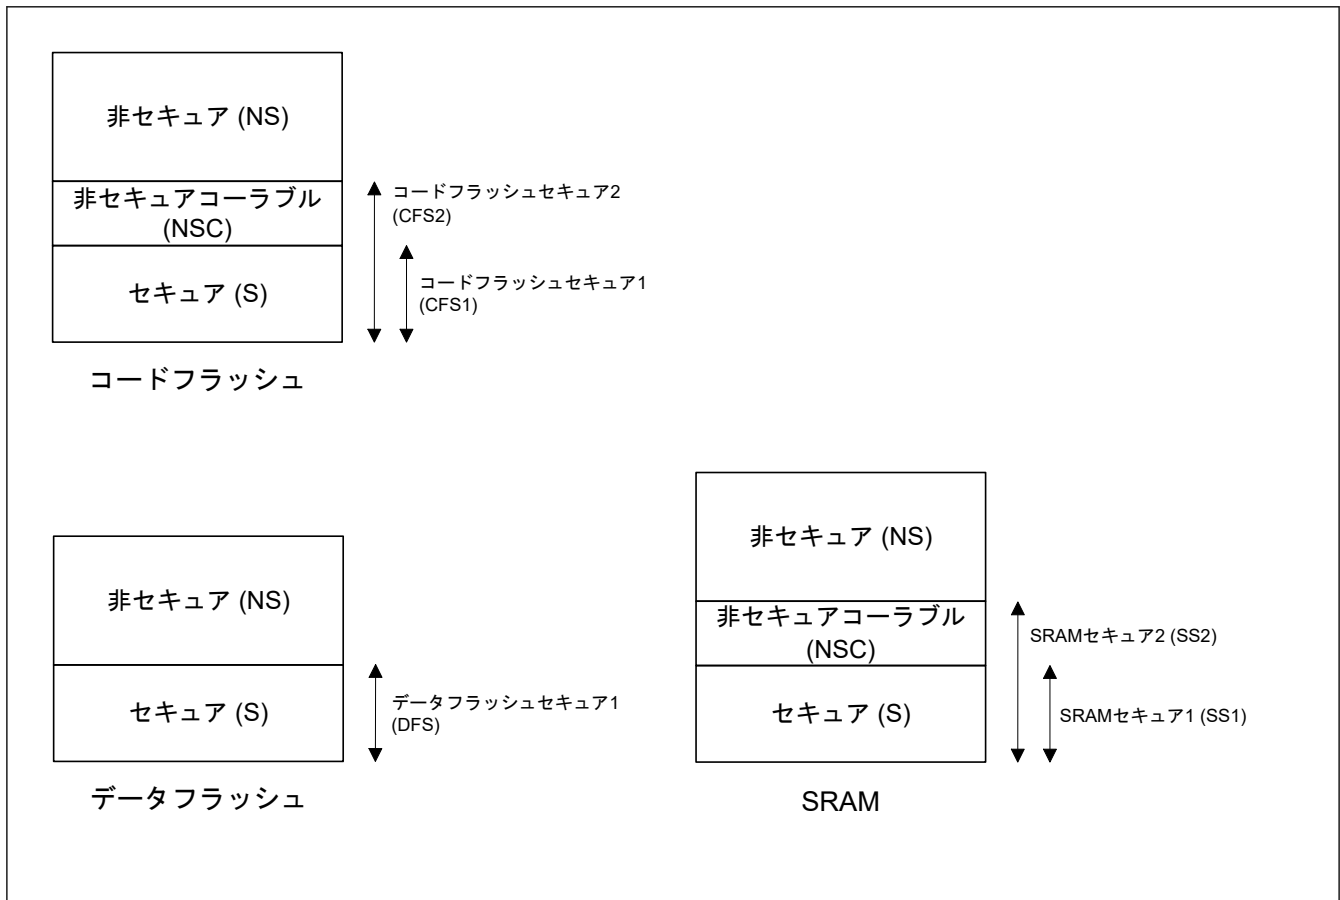 非セキュア (NS)
非セキュアコーラブル
(NSC)
セキュア (S)
コードフラッシュセキュア2
(CFS2)
コードフラッシュセキュア1
(CFS1)
コードフラッシュ
非セキュア (NS)
セキュア (S)
データフラッシュセキュア1
(DFS)
データフラッシュ
非セキュア (NS)
非セキュアコーラブル
(NSC)
セキュア (S)
SRAMセキュア2 (SS2)
SRAMセキュア1 (SS1)
SRAM